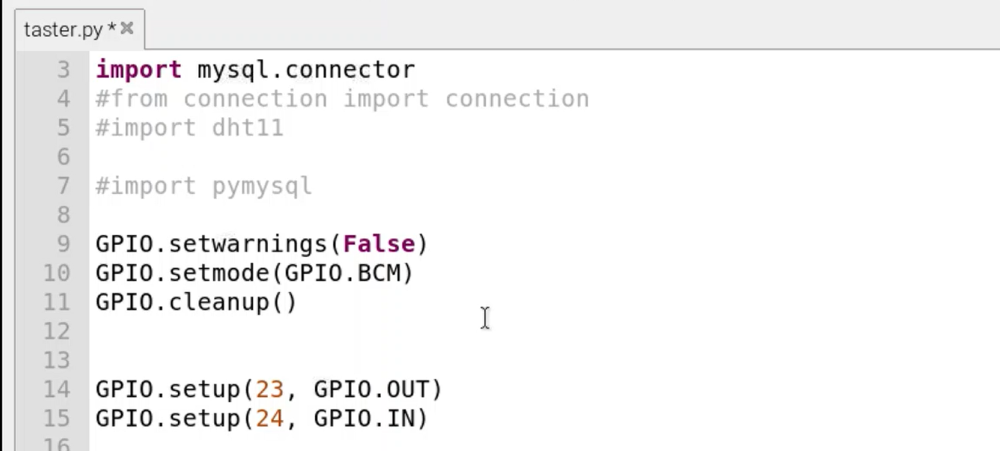 taster.py *
3 import mysql.connector
4 #from connection import connection
5 #import dht11
6
7 #import pymysql
8
9 GPIO.setwarnings(False)
10 GPIO.setmode(GPIO.BCM)
11 GPIO.cleanup()
12
13
14 GPIO.setup(23, GPIO.OUT)
15 GPIO.setup(24, GPIO.IN)
16